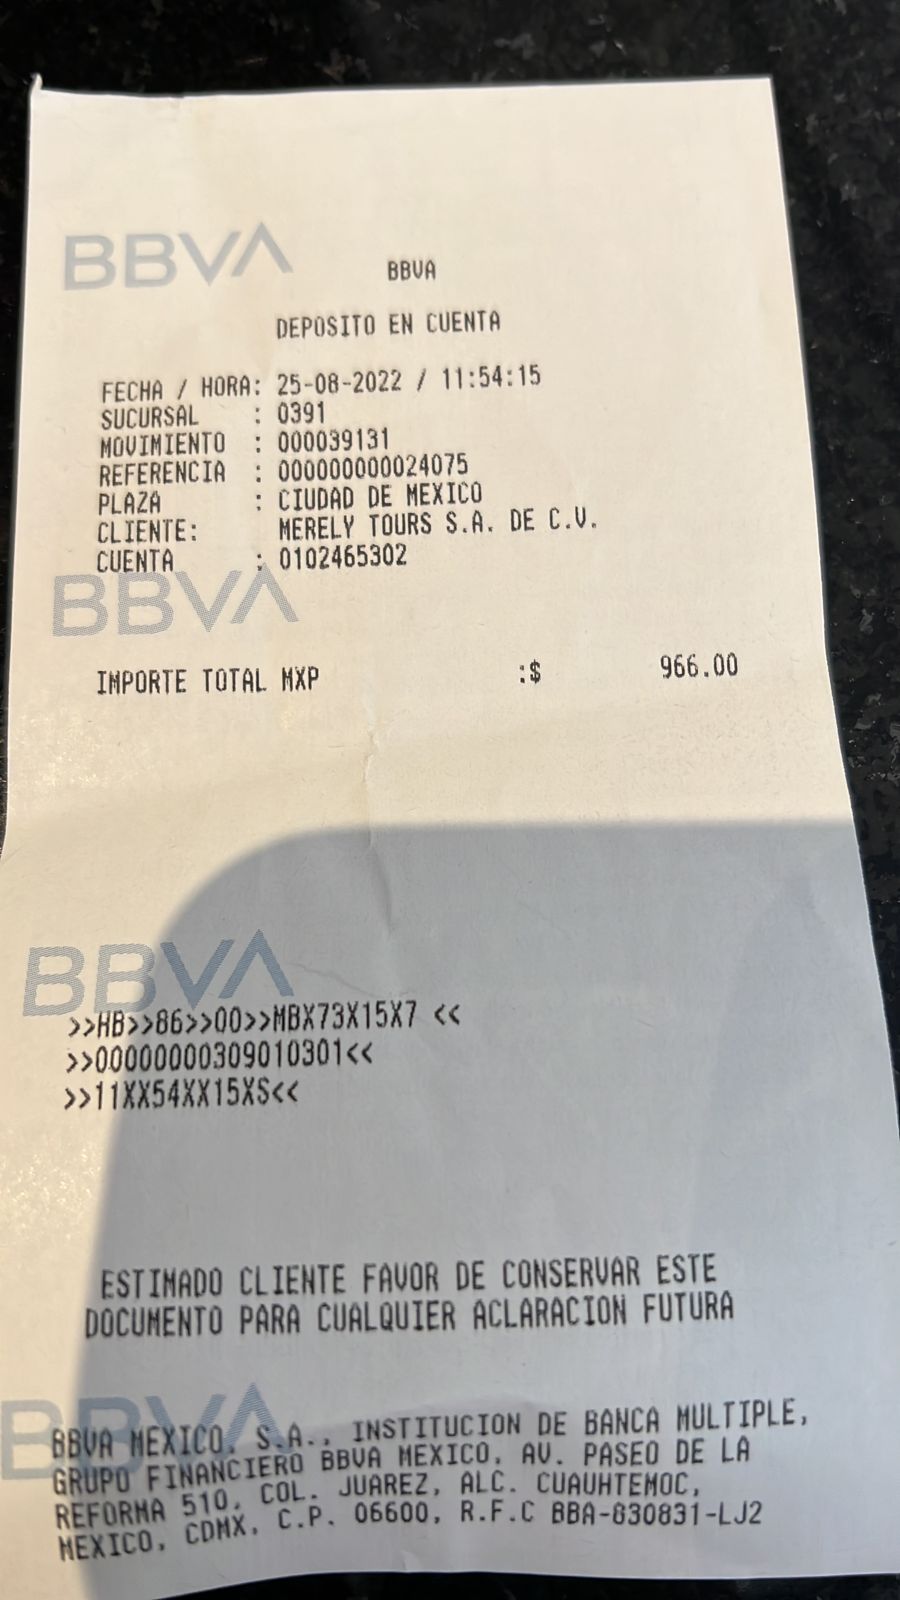 BBVA
BBVA
DEPOSITO EN CUENTA
FECHA / HORA: 25-08-2022 / 11:54:15
SUCURSAL : 0391
MOVIMIENTO : 000039131
REFERENCIA : 000000000024075
PLAZA : CIUDAD DE MEXICO
CLIENTE: MERELY TOURS S.A. DE C.V.
CUENTA : 0102465302
BBVA
IMPORTE TOTAL MXP :$ 966.00
BBVA
>>HB>>86>>00>>MBX73X15X7 <<
>>00000000309010301<<
>>11XX54XX15XS<<
ESTIMADO CLIENTE FAVOR DE CONSERVAR ESTE
DOCUMENTO PARA CUALQUIER ACLARACION FUTURA
BBVA
BBVA MEXICO, S.A., INSTITUCION DE BANCA MULTIPLE,
GRUPO FINANCIERO BBVA MEXICO, AV. PASEO DE LA
REFORMA 510, COL. JUAREZ, ALC. CUAUHTEMOC,
MEXICO, CDMX, C.P. 06600, R.F.C BBA-830831-LJ2